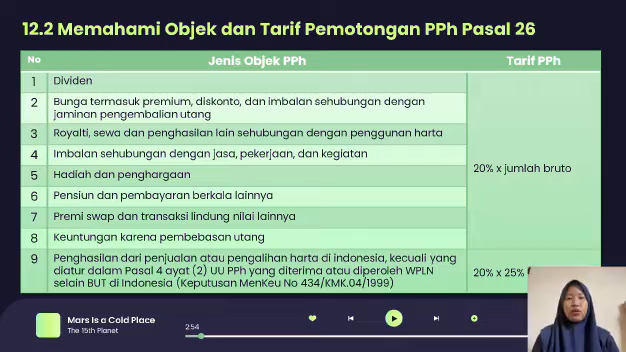 12.2 Memahami Objek dan Tarif Pemotongan PPh Pasal 26
No Jenis Objek PPh Tarif PPh
1 Dividen
2 Bunga termasuk premium, diskonto, dan imbalan sehubungan dengan
jaminan pengembalian utang
3 Royalti, sewa dan penghasilan lain sehubungan dengan penggunan harta
4 Imbalan sehubungan dengan jasa, pekerjaan, dan kegiatan
20% x jumlah bruto
5 Hadiah dan penghargaan
6 Pensiun dan pembayaran berkala lainnya
7 Premi swap dan transaksi lindung nilai lainnya
8 Keuntungan karena pembebasan utang
9 Penghasilan dari penjualan atau pengalihan harta di indonesia, kecuali yang
diatur dalam Pasal 4 ayat (2) UU PPh yang diterima atau diperoleh WPLN
selain BUT di Indonesia (Keputusan MenKeu No 434/KMK.04/1999)
20% x 25%
Mars Is a Cold Place
The 15th Planet
2:54